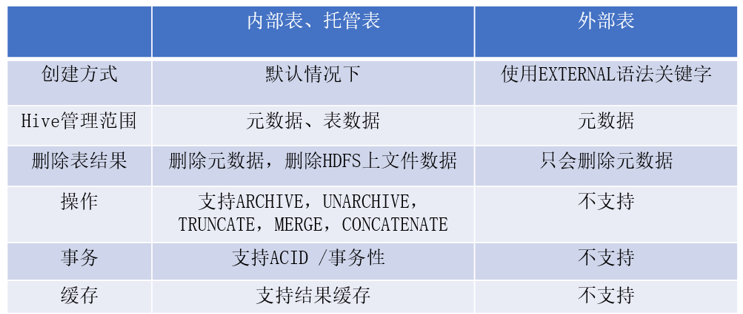 内部表、托管表 外部表
创建方式 默认情况下 使用EXTERNAL语法关键字
Hive管理范围 元数据、表数据 元数据
删除表结果 删除元数据，删除HDFS上文件数据 只会删除元数据
操作 支持ARCHIVE，UNARCHIVE， 不支持
TRUNCATE，MERGE，CONCATENATE
事务 支持ACID /事务性 不支持
缓存 支持结果缓存 不支持